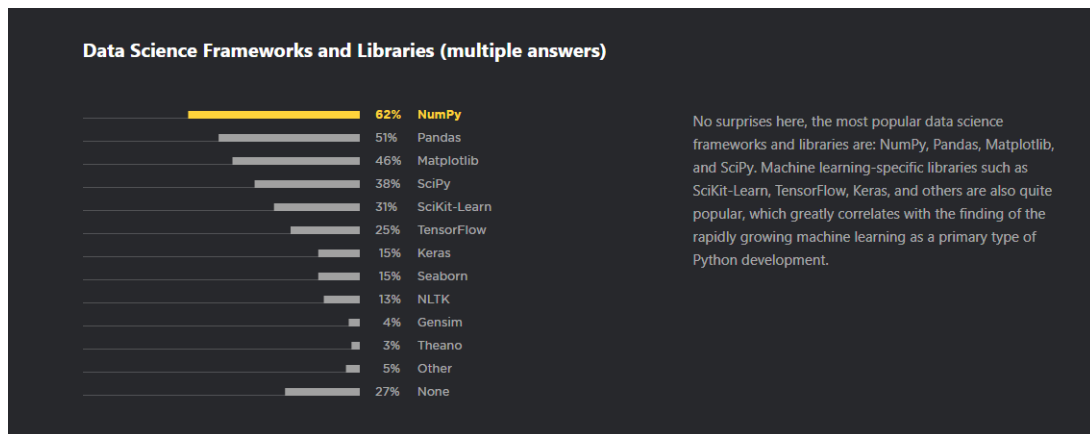 Data Science Frameworks and Libraries (multiple answers)
62% NumPy
51% Pandas
46% Matplotlib
38% SciPy
31% SciKit-Learn
25% TensorFlow
15% Keras
15% Seaborn
13% NLTK
4% Gensim
3% Theano
5% Other
27% None
No surprises here, the most popular data science
frameworks and libraries are: NumPy, Pandas, Matplotlib,
and SciPy. Machine learning-specific libraries such as
SciKit-Learn, TensorFlow, Keras, and others are also quite
popular, which greatly correlates with the finding of the
rapidly growing machine learning as a primary type of
Python development.